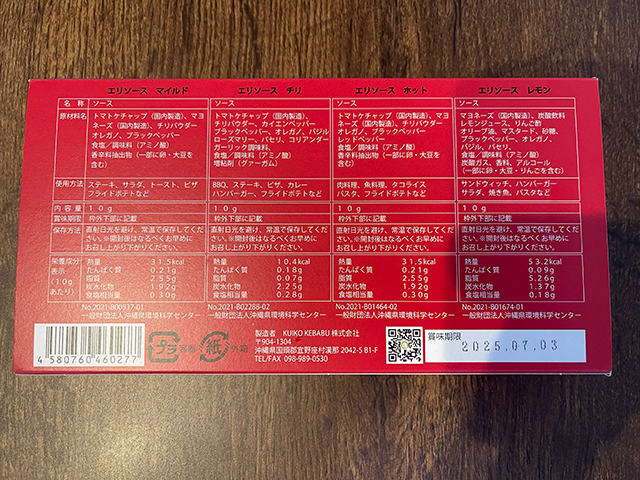 エリソース マイルド
エリソース チリ
エリソース ホット
エリソース レモン
名 称
ソース
ソース
ソース
ソース
原材料名
トマトケチャップ(国内製造)、マヨ
ネーズ(国内製造)、チリパウダー
オレガノ、ブラックペッパー
食塩/調味料(アミノ酸)
香辛料抽出物(一部に卵・大豆を
含む)
トマトケチャップ(国内製造)、
チリパウダー、カイエンペッパー
ブラックペッパー、オレガノ、バジル
ローズマリー、パセリ、コリアンダー
ガーリック調味料、
食塩/調味料(アミノ酸)
増粘剤(グァーガム)
トマトケチャップ(国内製造)、マヨ
ネーズ(国内製造)、チリパウダー
オレガノ、ブラックペッパー
レッドペッパー
食塩/調味料(アミノ酸)
香辛料抽出物(一部に卵・大豆を
含む)
マヨネーズ(国内製造)、炭酸飲料
レモンジュース、りんご酢
オリーブ油、マスタード、砂糖、
ブラックペッパー、オレガノ、
バジル、パセリ、
食塩/調味料(アミノ酸)
炭酸ガス、香料、アルコール
(一部に卵・大豆・りんごを含む)
使用方法
ステーキ、サラダ、トースト、ピザ
フライドポテトなど
BBQ、ステーキ、ピザ、カレー
ハンバーガー、フライドポテトなど
肉料理、魚料理、タコライス
パスタ、フライドポテトなど
サンドウィッチ、ハンバーガー
サラダ、焼き魚、パスタなど
内 容 量
10g
10g
10g
10g
賞味期限
枠外下部に記載
枠外下部に記載
枠外下部に記載
枠外下部に記載
保存方法
直射日光を避け、常温で保存してくだ
さい。※開封後はなるべくお早めに
お召し上がり下さいください。
直射日光を避け、常温で保存してくだ
さい。※開封後はなるべくお早めに
お召し上がり下さりください。
直射日光を避け、常温で保存してくだ
さい。※開封後はなるべくお早めに
お召し上がり下さりください。
直射日光を避け、常温で保存してくだ
さい。※開封後はなるべくお早めに
お召し上がり下さりください。
栄養成分
表示
(10g
あたり)
熱量 31.5kcal
たんぱく質 0.21g
脂質 2.55g
炭水化物 1.92g
食塩相当量 0.30g
熱量 10.4kcal
たんぱく質 0.18g
脂質 0.07g
炭水化物 2.25g
食塩相当量 0.28g
熱量 31.5kcal
たんぱく質 0.21g
脂質 2.55g
炭水化物 1.92g
食塩相当量 0.30g
熱量 53.2kcal
たんぱく質 0.09g
脂質 5.26g
炭水化物 1.37g
食塩相当量 0.18g
No.2021-B00537-01
一般財団法人沖縄県環境科学センター
No.2021-B02288-02
一般財団法人沖縄県環境科学センター
No.2021-B01464-02
一般財団法人沖縄県環境科学センター
No.2021-B01674-01
一般財団法人沖縄県環境科学センター
4 580760 460277
プラ
容器
紙
外箱
製造者 KUIKO KEBABU 株式会社
〒904-1304
沖縄県国頭郡宜野座村漢那 2042-5 B1-F
TEL/FAX 098-989-0530
賞味期限
2025.07.03